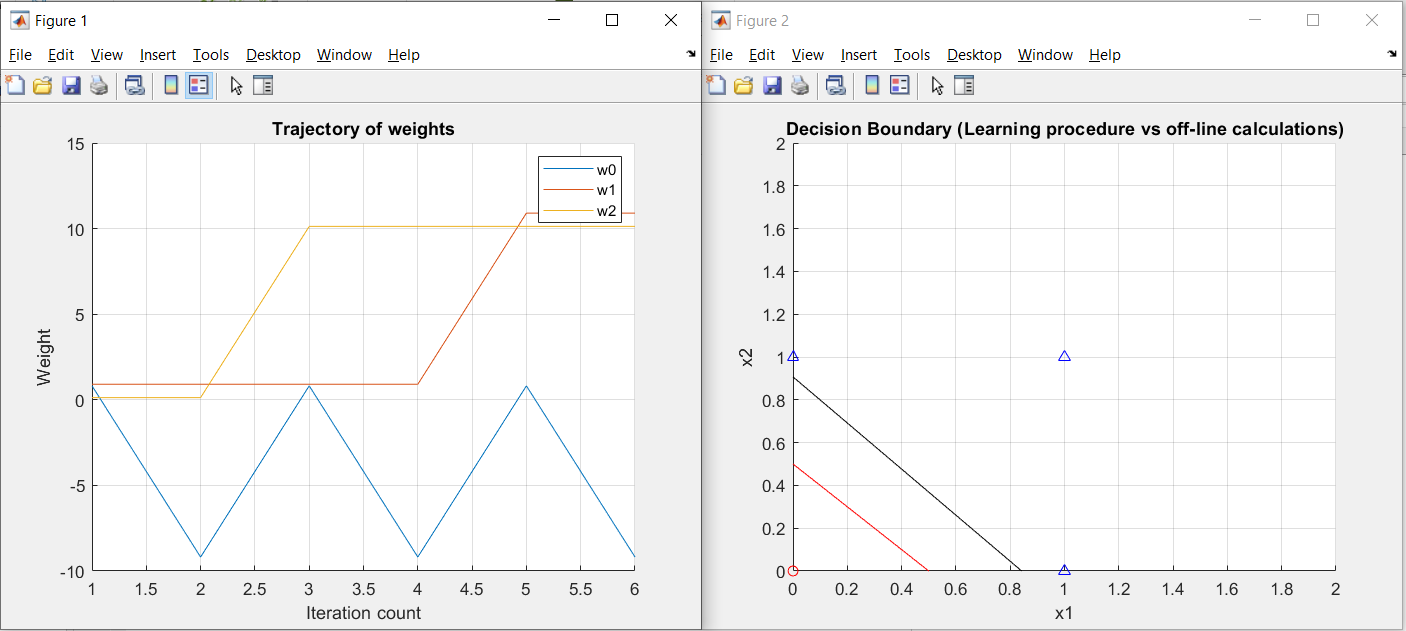 Figure 1
File Edit View Insert Tools Desktop Window Help
Trajectory of weights
15
10
5
0
-5
-10
Weight
w0
w1
w2
1 1.5 2 2.5 3 3.5 4 4.5 5 5.5 6
Iteration count
Figure 2
File Edit View Insert Tools Desktop Window Help
Decision Boundary (Learning procedure vs off-line calculations)
2
1.8
1.6
1.4
1.2
1
0.8
0.6
0.4
0.2
0
x2
0 0.2 0.4 0.6 0.8 1 1.2 1.4 1.6 1.8 2
x1